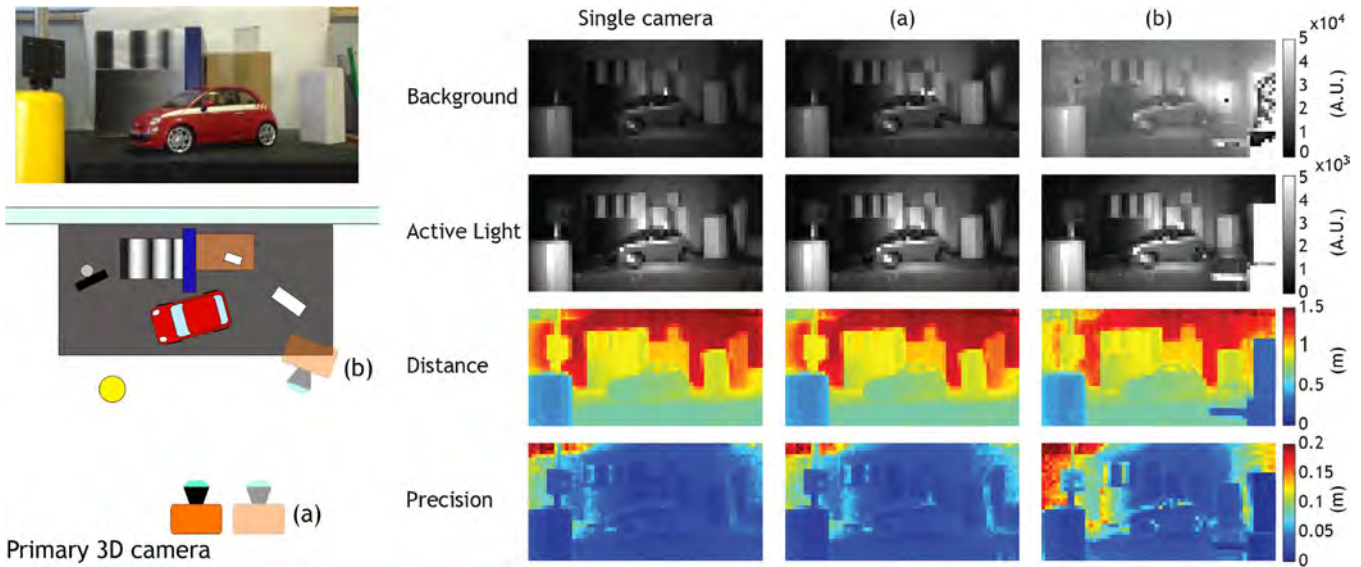 Single camera
(a)
(b)
Background
x10⁴
5
4
3
2
1
0
(A.U.)
Active Light
x10³
5
4
3
2
1
0
(A.U.)
(b)
Distance
1.5
1
0.5
0
(m)
Precision
0.2
0.15
0.1
0.05
0
(m)
(a)
Primary 3D camera